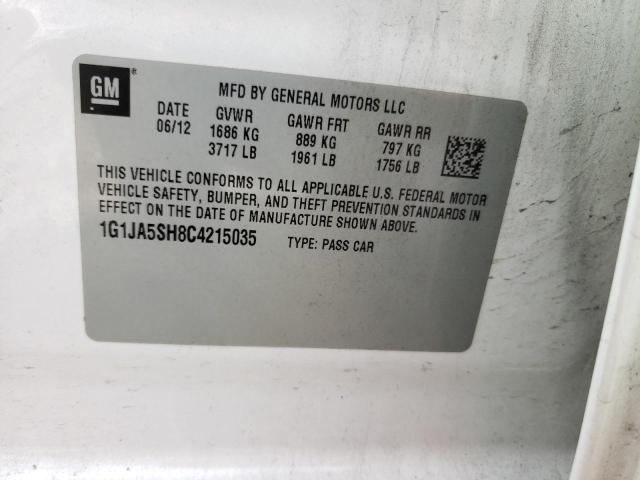 GM
MFD BY GENERAL MOTORS LLC
DATE GVWR GAWR FRT GAWR RR
06/12 1686 KG 889 KG 797 KG
3717 LB 1961 LB 1756 LB
THIS VEHICLE CONFORMS TO ALL APPLICABLE U.S. FEDERAL MOTOR
VEHICLE SAFETY, BUMPER, AND THEFT PREVENTION STANDARDS IN
EFFECT ON THE DATE OF MANUFACTURE SHOWN ABOVE.
1G1JA5SH8C4215035 TYPE: PASS CAR